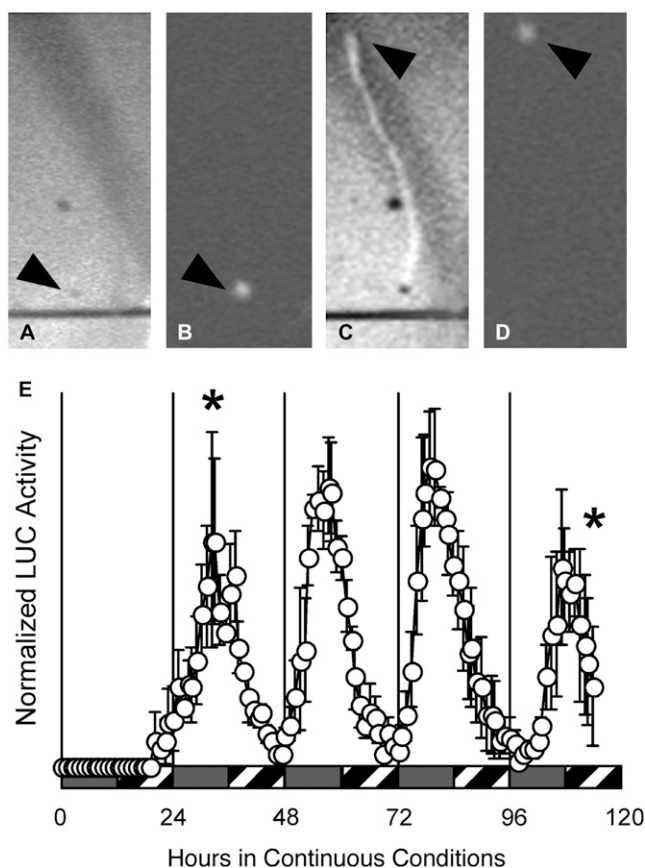 A
B
C
D
E
*
*
Normalized LUC Activity
0 24 48 72 96 120
Hours in Continuous Conditions